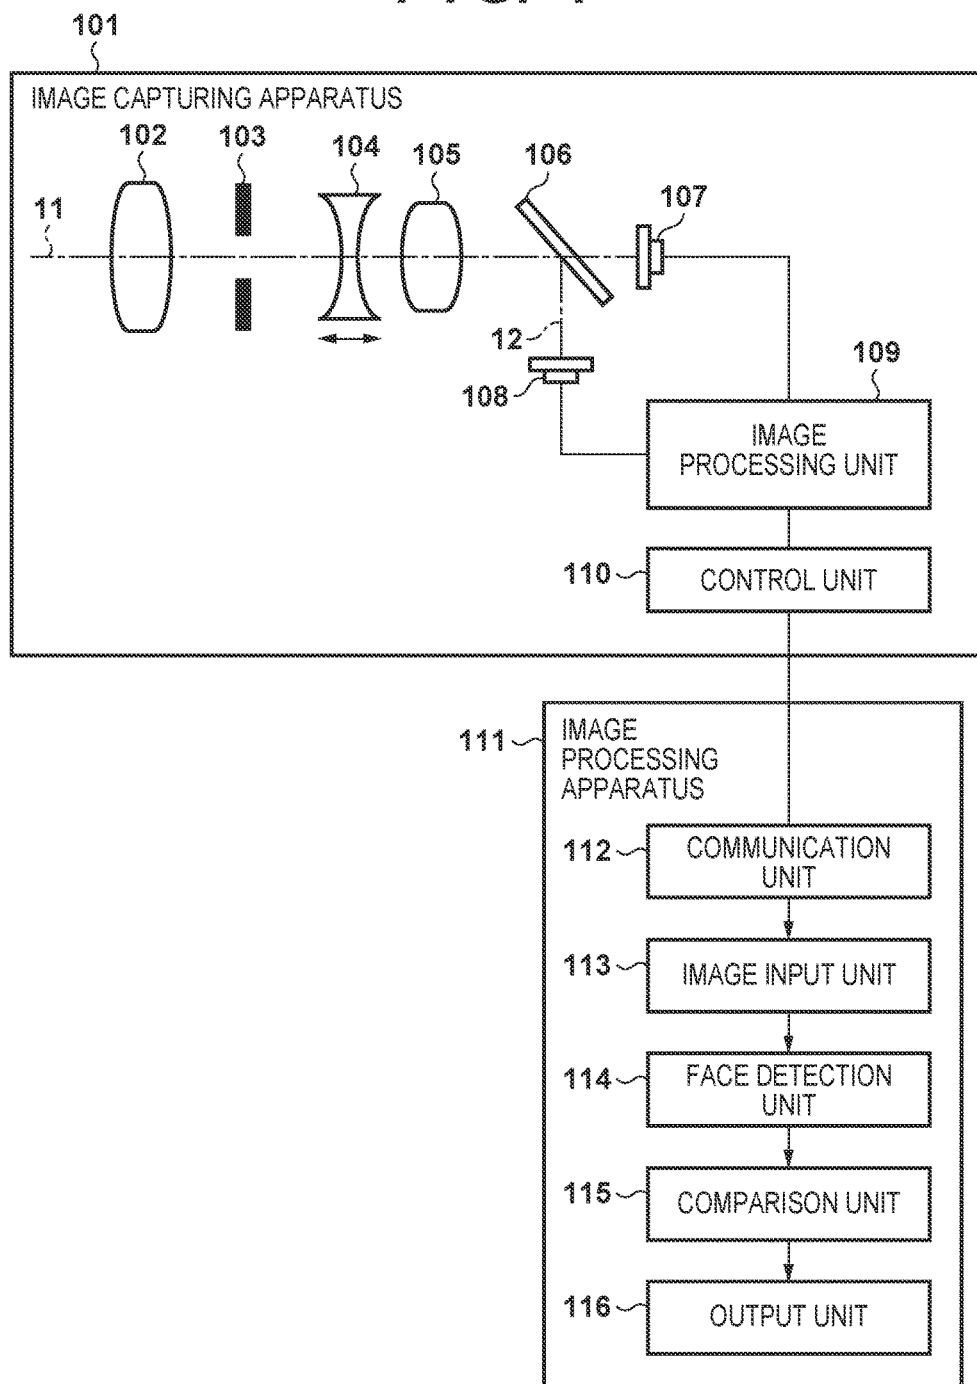 101
IMAGE CAPTURING APPARATUS
102
103
104
105
106
107
11
12
108
109
IMAGE
PROCESSING UNIT
110
CONTROL UNIT
111
IMAGE
PROCESSING
APPARATUS
112
COMMUNICATION
UNIT
113
IMAGE INPUT UNIT
114
FACE DETECTION
UNIT
115
COMPARISON UNIT
116
OUTPUT UNIT